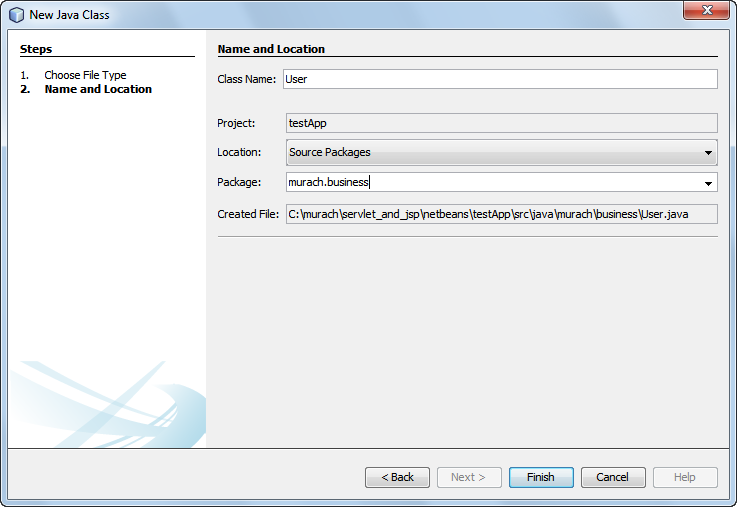 New Java Class
Steps
1. Choose File Type
2. Name and Location
Name and Location
Class Name: User
Project: testApp
Location: Source Packages
Package: murach.business
Created File: C:\murach\servlet_and_jsp\netbeans\testApp\src\java\murach\business\User.java
< Back Next > Finish Cancel Help